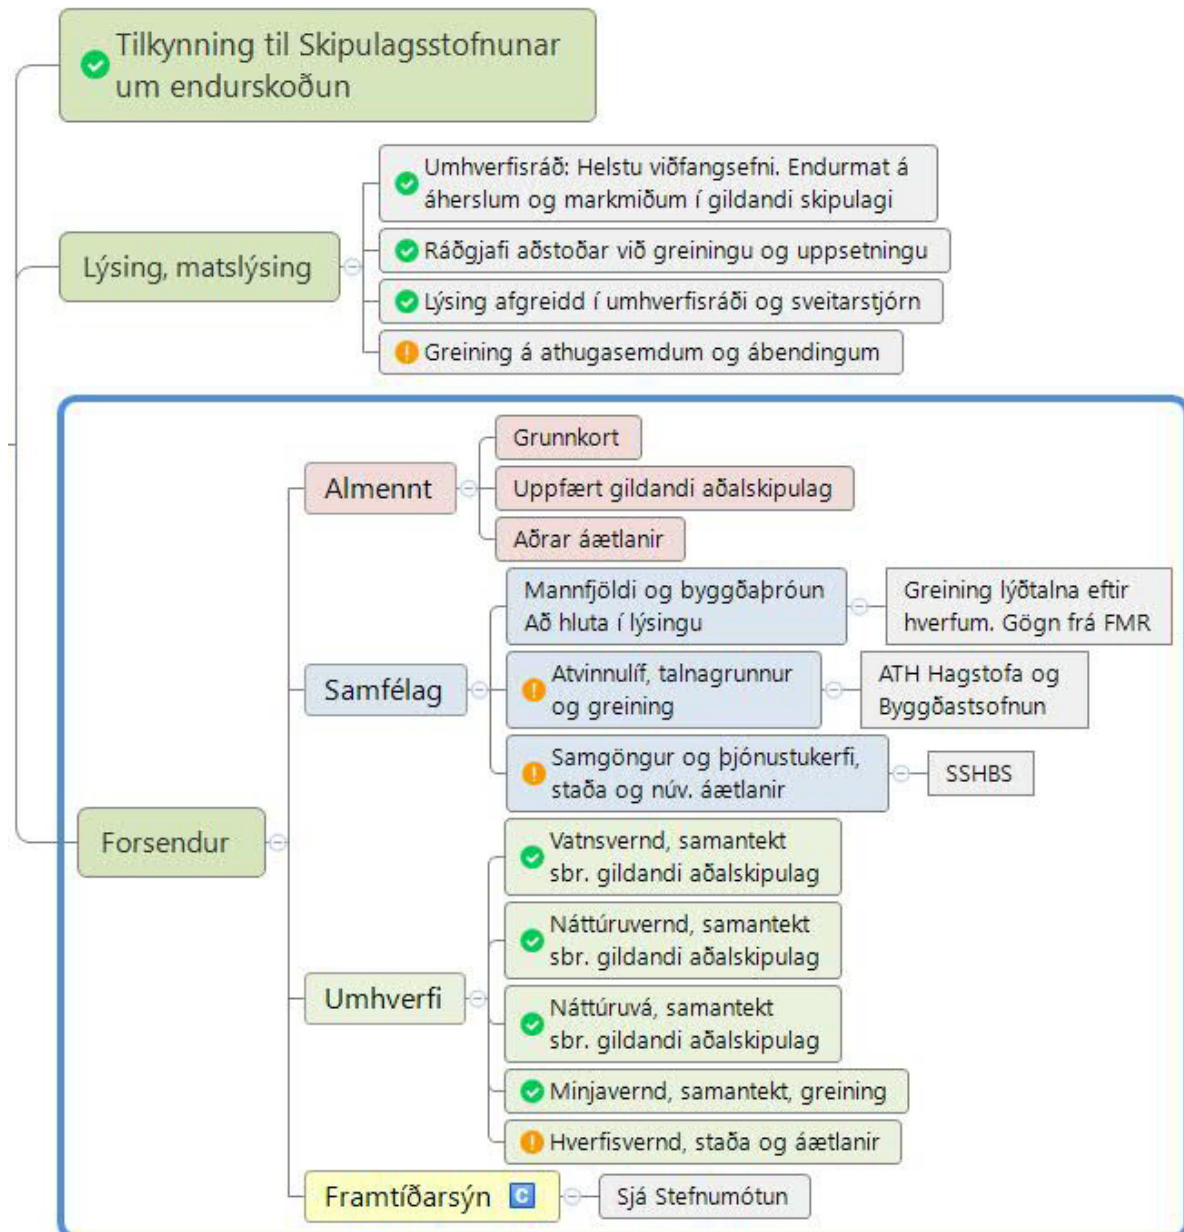 Tilkynning til Skipulagsstofnunar
um endurskoðun
Lýsing, matslýsing
Umhverfisráð: Helstu viðfangsefni. Endurmat á
áherslum og markmiðum í gildandi skipulagi
Ráðgjafi aðstoðar við greiningu og uppsetningu
Lýsing afgreidd í umhverfisráði og sveitarstjórn
Greining á athugasemdum og ábendingum
Forsendur
Almennt
Grunnkort
Uppfært gildandi aðalskipulag
Aðrar áætlanir
Samfélag
Mannfjöldi og byggðaþróun
Að hluta í lýsingu
Greining lýðtalna eftir
hverfum. Gögn frá FMR
Atvinnulíf, talnagrunnur
og greining
ATH Hagstofa og
Byggðastsofnun
Samgöngur og þjónustukerfi,
staða og núv. áætlanir
SSHBS
Umhverfi
Vatnsvernd, samantekt
sbr. gildandi aðalskipulag
Náttúruvernd, samantekt
sbr. gildandi aðalskipulag
Náttúruvá, samantekt
sbr. gildandi aðalskipulag
Minjavernd, samantekt, greining
Hverfisvernd, staða og áætlanir
Framtíðarsýn C
Sjá Stefnumótun